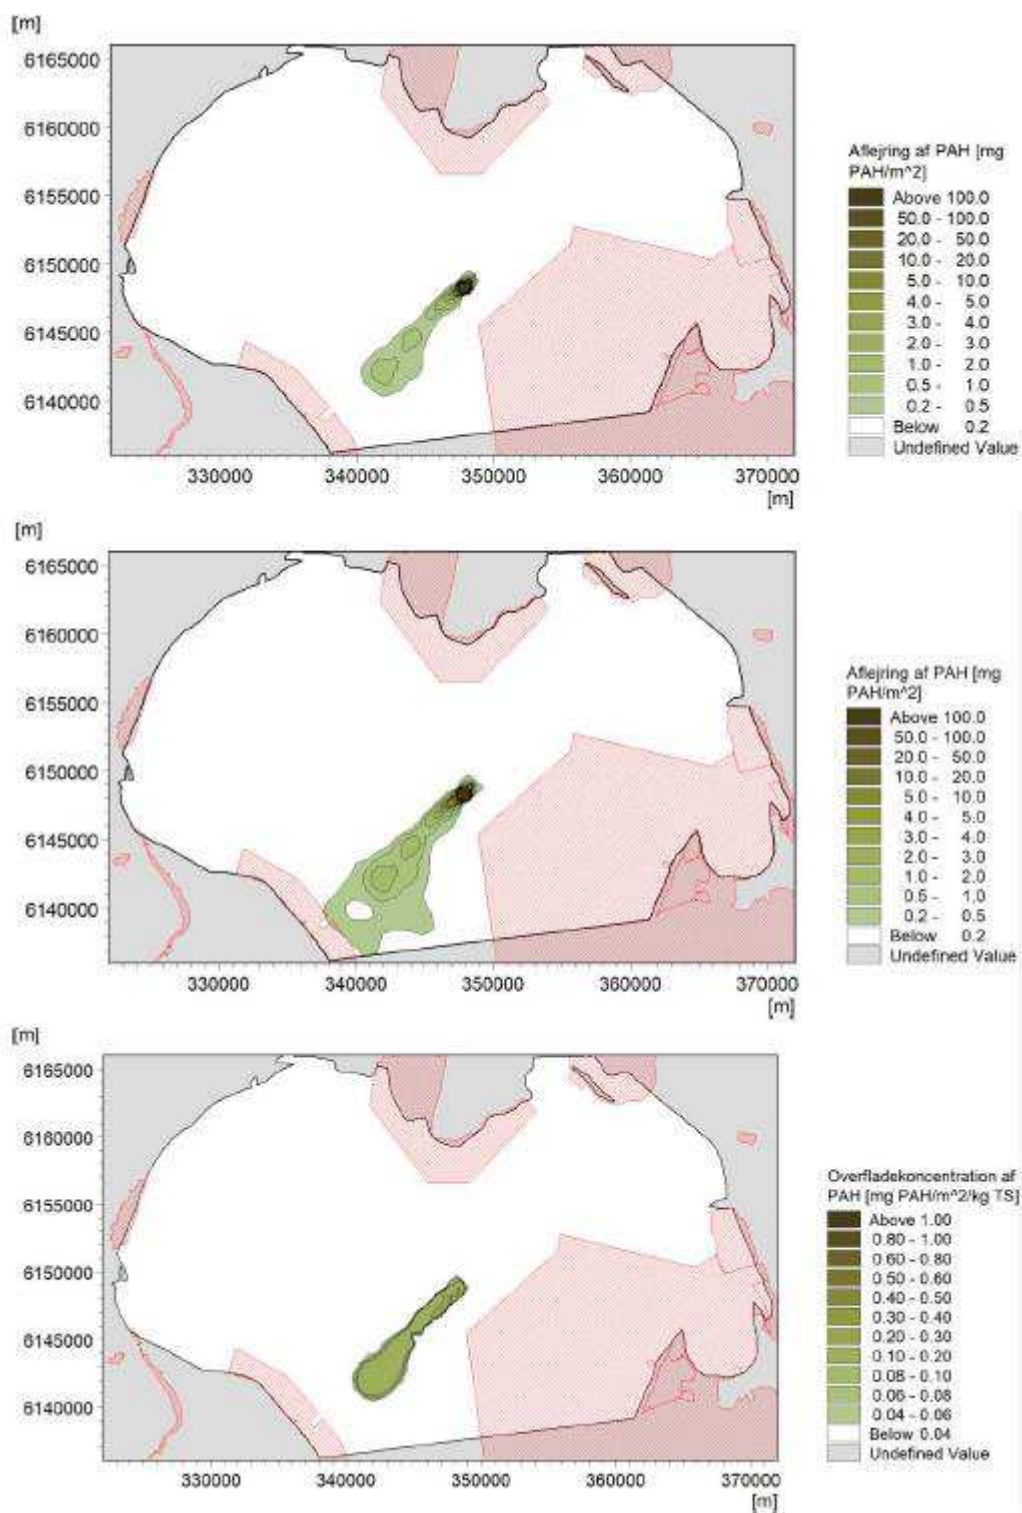 [m]
6165000
6160000
6155000
6150000
6145000
6140000
330000 340000 350000 360000 370000
[m]
Aflejring af PAH [mg
PAH/m^2]
Above 100.0
50.0 - 100.0
20.0 - 50.0
10.0 - 20.0
5.0 - 10.0
4.0 - 5.0
3.0 - 4.0
2.0 - 3.0
1.0 - 2.0
0.5 - 1.0
0.2 - 0.5
Below 0.2
Undefined Value
[m]
6165000
6160000
6155000
6150000
6145000
6140000
330000 340000 350000 360000 370000
[m]
Aflejring af PAH [mg
PAH/m^2]
Above 100.0
50.0 - 100.0
20.0 - 50.0
10.0 - 20.0
5.0 - 10.0
4.0 - 5.0
3.0 - 4.0
2.0 - 3.0
1.0 - 2.0
0.5 - 1.0
0.2 - 0.5
Below 0.2
Undefined Value
[m]
6165000
6160000
6155000
6150000
6145000
6140000
330000 340000 350000 360000 370000
[m]
Overfladekoncentration af
PAH [mg PAH/m^2/kg TS]
Above 1.00
0.80 - 1.00
0.60 - 0.80
0.50 - 0.60
0.40 - 0.50
0.30 - 0.40
0.20 - 0.30
0.10 - 0.20
0.08 - 0.10
0.06 - 0.08
0.04 - 0.06
Below 0.04
Undefined Value